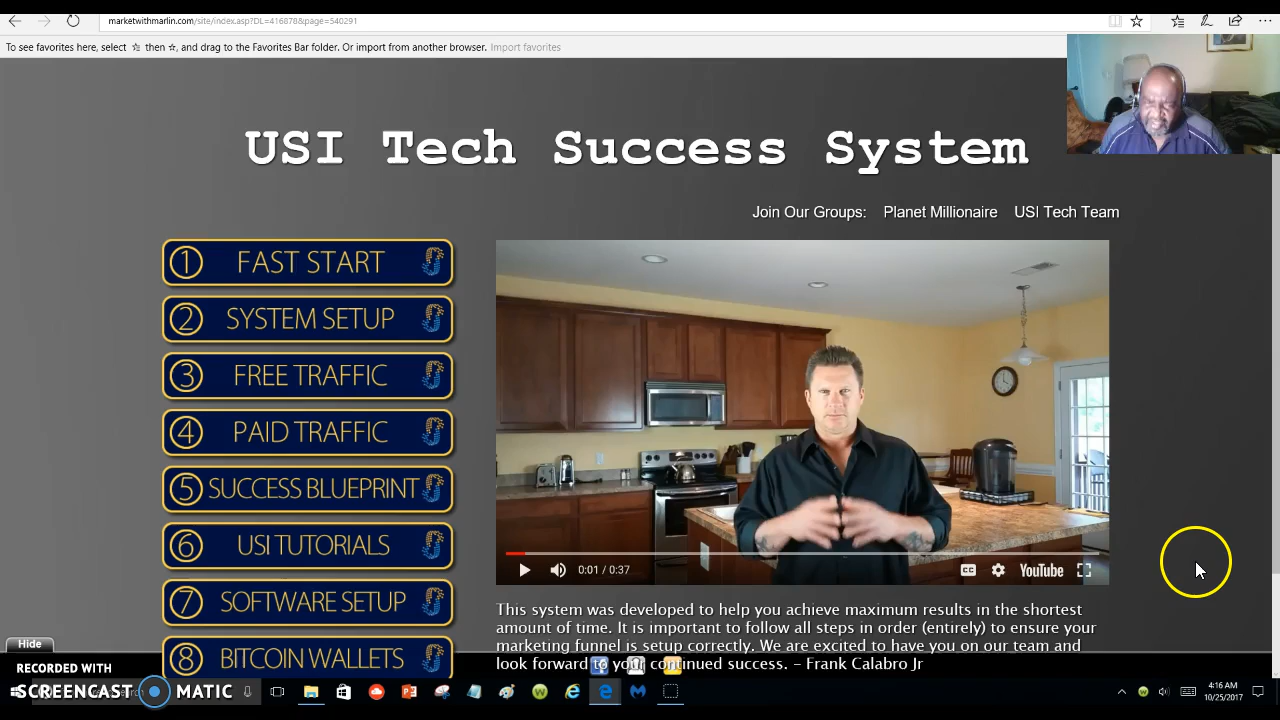 marketwithmarlin.com/site/index.asp?DL=416878&page=540291
To see favorites here, select ☆ then ☆, and drag to the Favorites Bar folder. Or import from another browser. Import favorites
USI Tech Success System
Join Our Groups: Planet Millionaire USI Tech Team
1 FAST START
2 SYSTEM SETUP
3 FREE TRAFFIC
4 PAID TRAFFIC
5 SUCCESS BLUEPRINT
6 USI TUTORIALS
7 SOFTWARE SETUP
8 BITCOIN WALLETS
0:01 / 0:37
CC
YouTube
This system was developed to help you achieve maximum results in the shortest
amount of time. It is important to follow all steps in order (entirely) to ensure your
marketing funnel is setup correctly. We are excited to have you on our team and
look forward to your continued success. – Frank Calabro Jr
Hide
RECORDED WITH
SCREENCAST MATIC
4:16 AM
10/25/2017